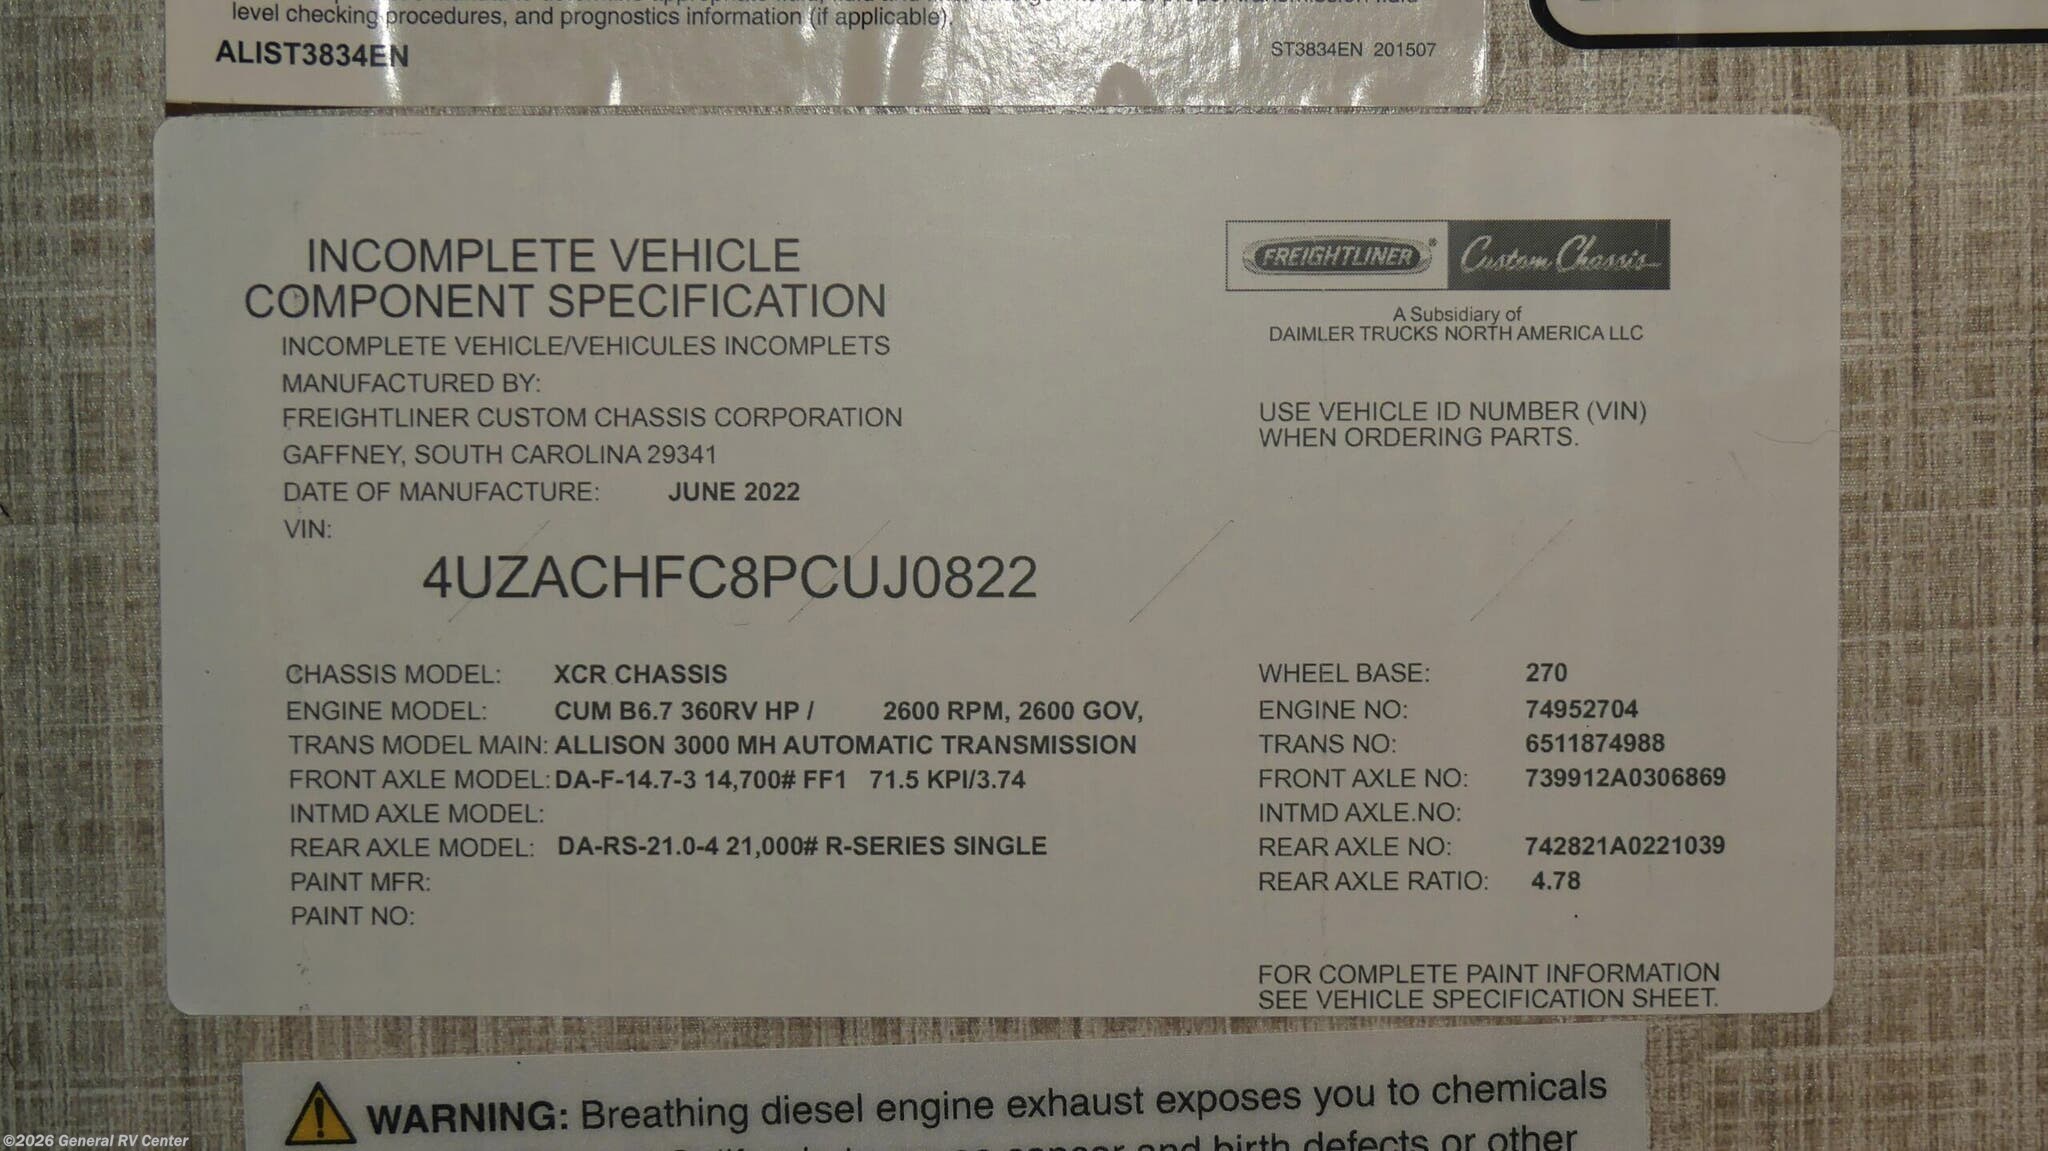 level checking procedures, and prognostics information (if applicable).
ALIST3834EN
ST3834EN 201507
INCOMPLETE VEHICLE
COMPONENT SPECIFICATION
INCOMPLETE VEHICLE/VEHICULES INCOMPLETS
MANUFACTURED BY:
FREIGHTLINER CUSTOM CHASSIS CORPORATION
GAFFNEY, SOUTH CAROLINA 29341
DATE OF MANUFACTURE: JUNE 2022
VIN:
4UZACHFC8PCUJ0822
FREIGHTLINER® Custom Chassis
A Subsidiary of
DAIMLER TRUCKS NORTH AMERICA LLC
USE VEHICLE ID NUMBER (VIN)
WHEN ORDERING PARTS.
CHASSIS MODEL: XCR CHASSIS
ENGINE MODEL: CUM B6.7 360RV HP / 2600 RPM, 2600 GOV,
TRANS MODEL MAIN: ALLISON 3000 MH AUTOMATIC TRANSMISSION
FRONT AXLE MODEL: DA-F-14.7-3 14,700# FF1 71.5 KPI/3.74
INTMD AXLE MODEL:
REAR AXLE MODEL: DA-RS-21.0-4 21,000# R-SERIES SINGLE
PAINT MFR:
PAINT NO:
WHEEL BASE: 270
ENGINE NO: 74952704
TRANS NO: 6511874988
FRONT AXLE NO: 739912A0306869
INTMD AXLE.NO:
REAR AXLE NO: 742821A0221039
REAR AXLE RATIO: 4.78
FOR COMPLETE PAINT INFORMATION
SEE VEHICLE SPECIFICATION SHEET.
WARNING: Breathing diesel engine exhaust exposes you to chemicals
cancer and birth defects or other
©2026 General RV Center